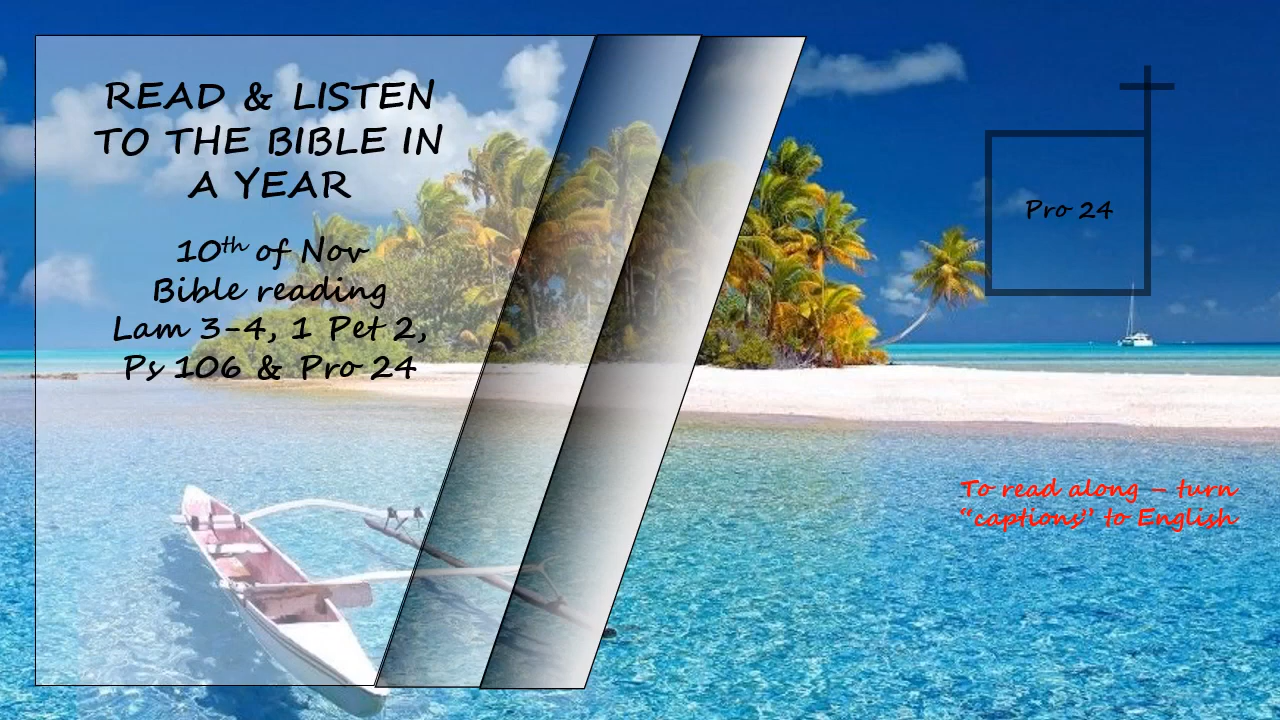 READ & LISTEN
TO THE BIBLE IN
A YEAR
10th of Nov
Bible reading
Lam 3-4, 1 Pet 2,
Ps 106 & Pro 24
Pro 24
To read along – turn
“captions” to English